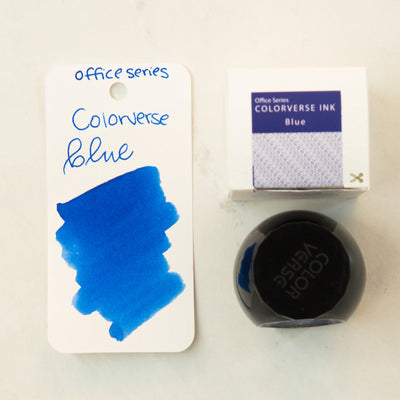 office series
Colorverse
blue
Office Series
COLORVERSE INK
Blue
COLOR
VERSE